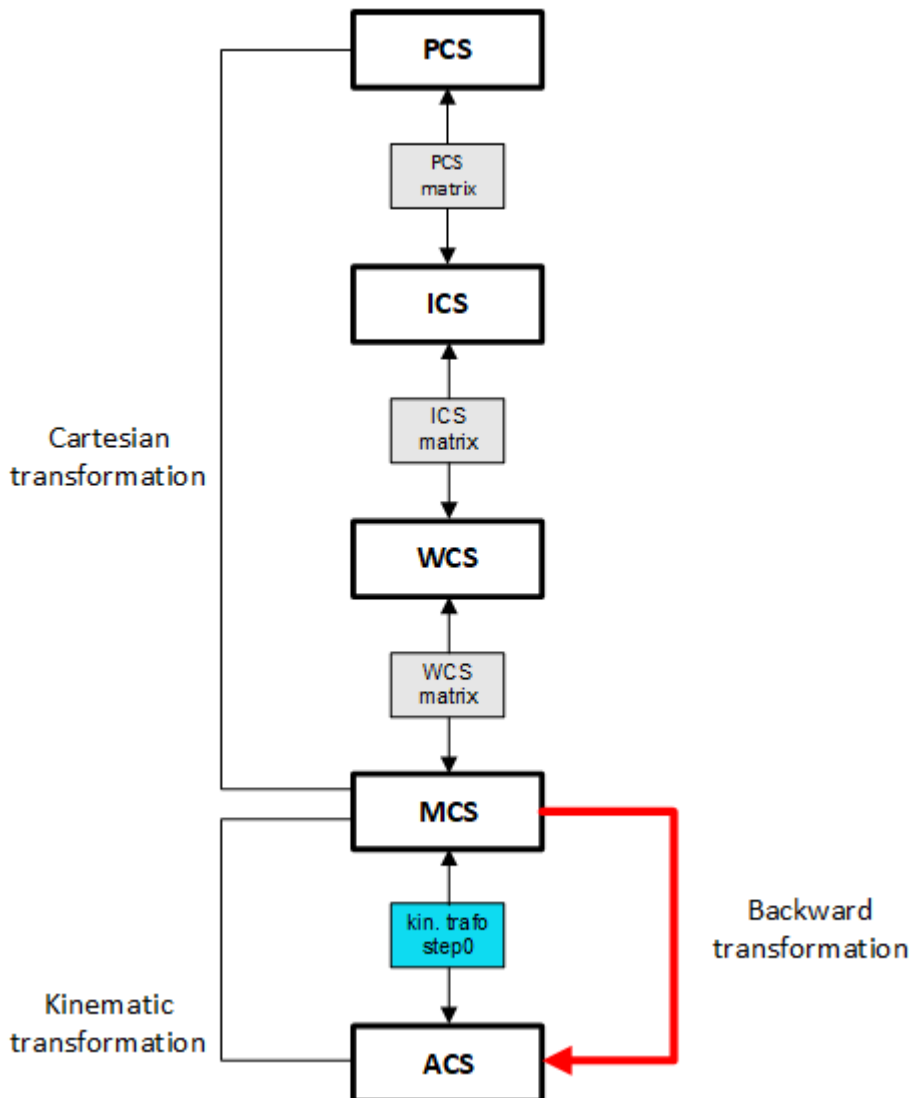 PCS
PCS
matrix
ICS
ICS
matrix
Cartesian
transformation
WCS
WCS
matrix
MCS
kin. trafo
step0
Backward
transformation
Kinematic
transformation
ACS